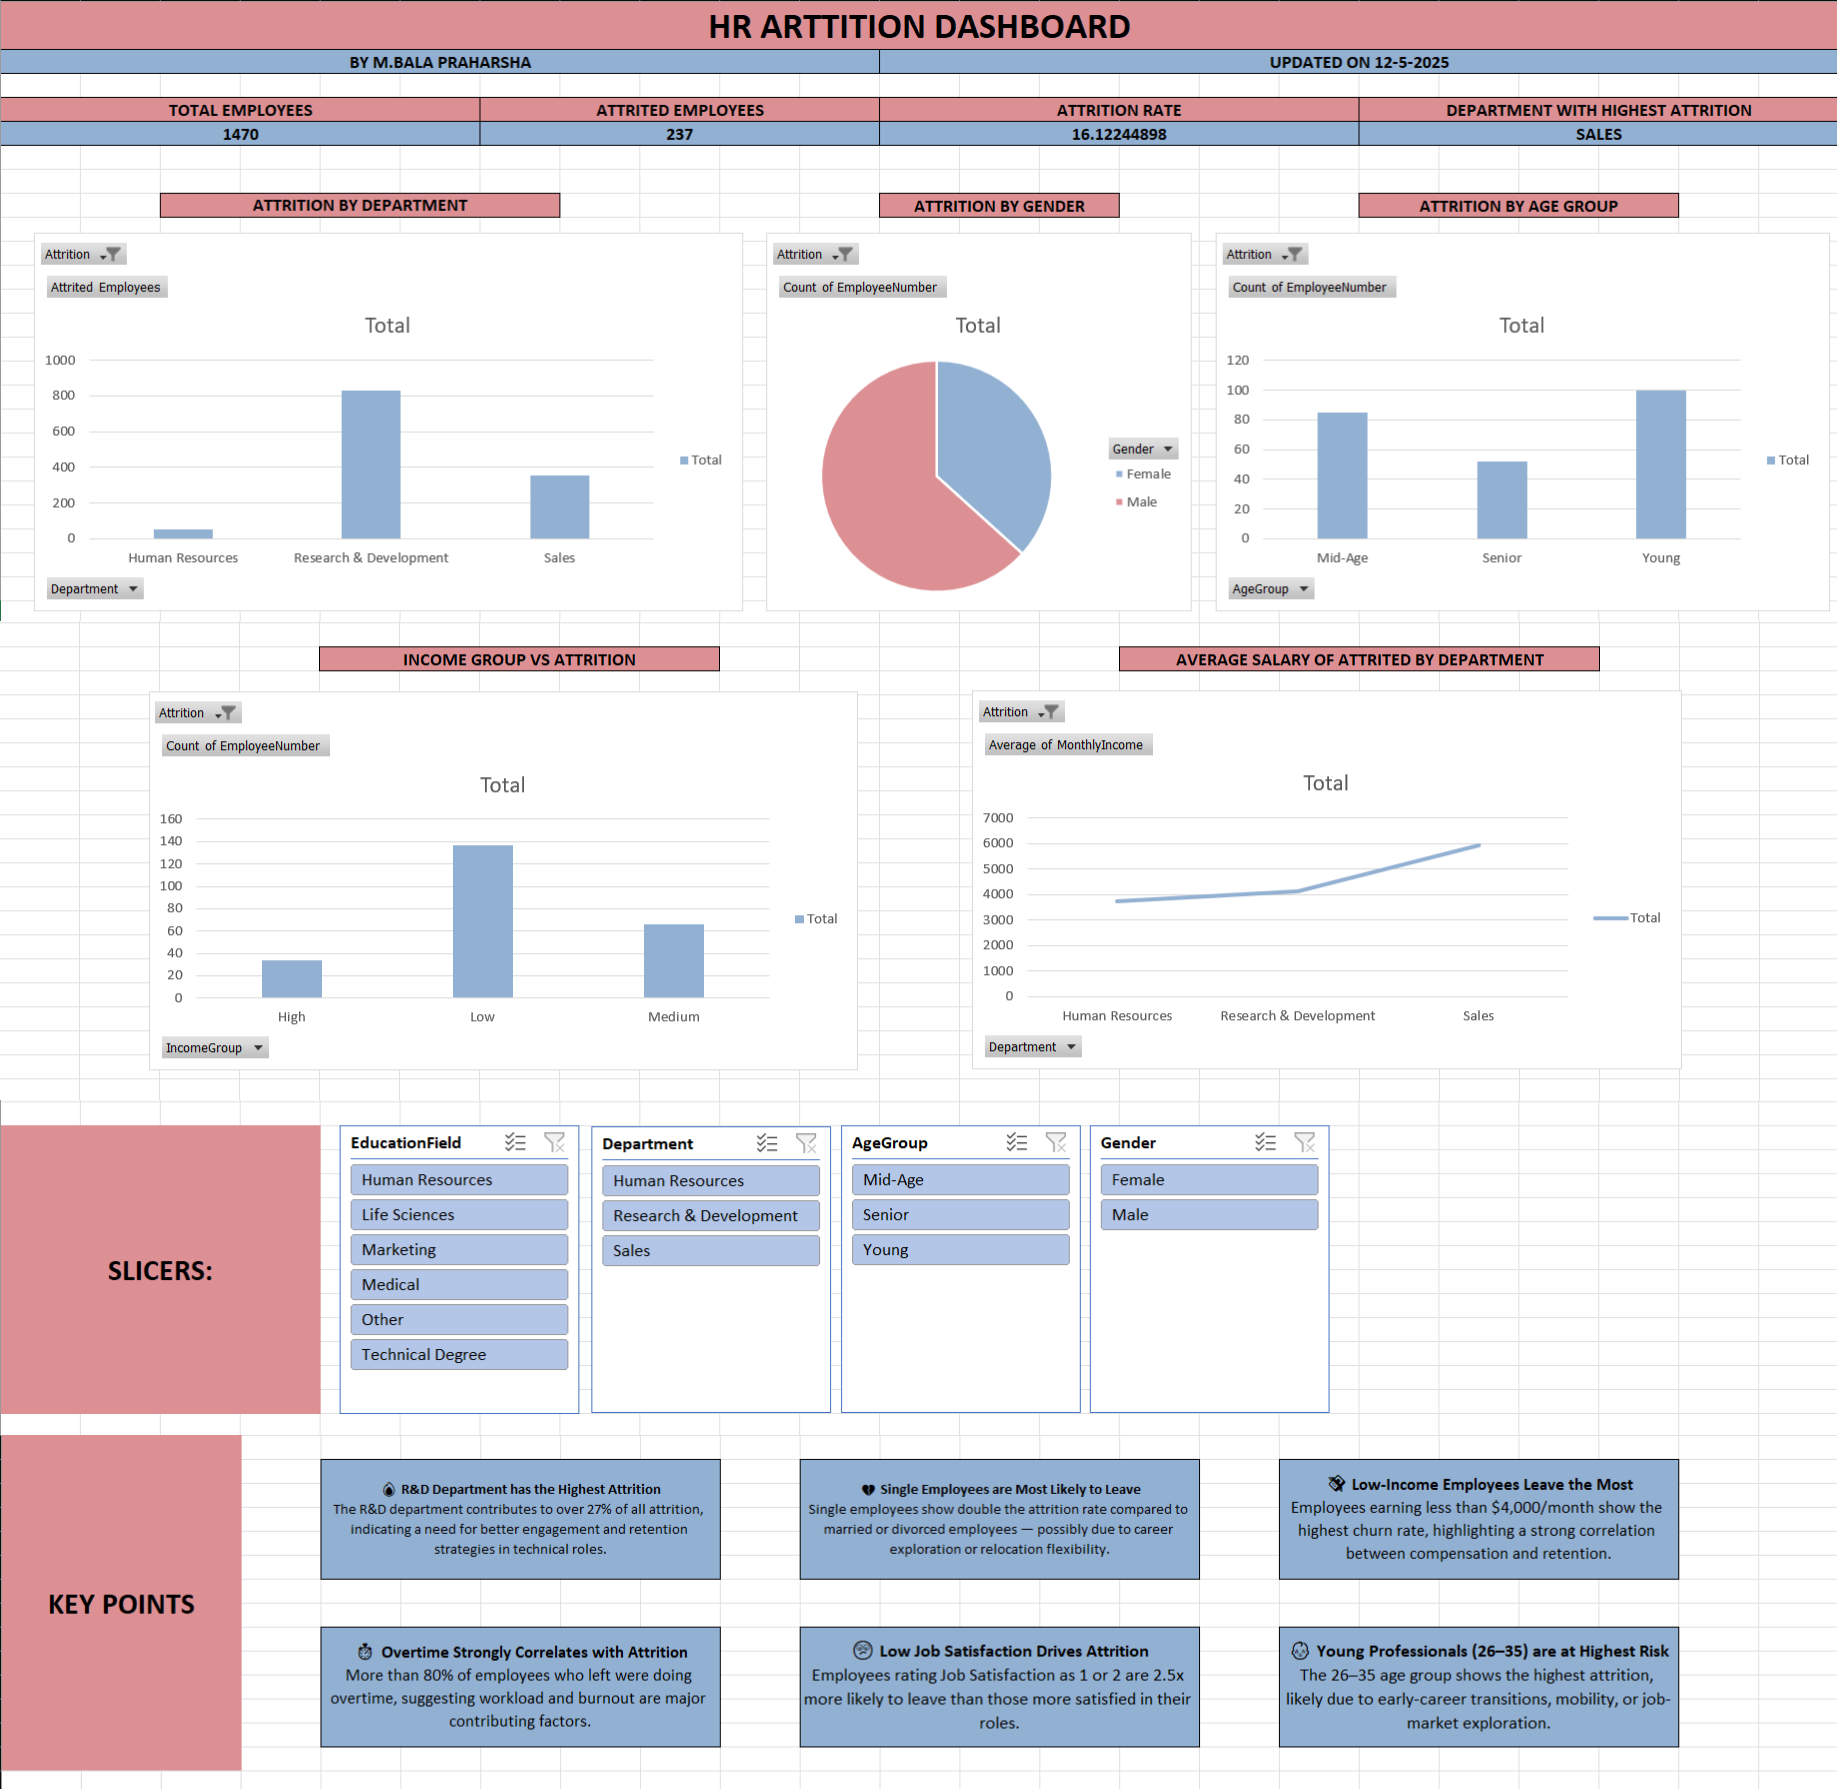 HR ARTTITION DASHBOARD
BY M.BALA PRAHARSHA
UPDATED ON 12-5-2025
TOTAL EMPLOYEES
ATTRITED EMPLOYEES
ATTRITION RATE
DEPARTMENT WITH HIGHEST ATTRITION
1470
237
16.12244898
SALES
ATTRITION BY DEPARTMENT
Attrition
Attrited Employees
Total
1000
800
600
400
200
0
Human Resources
Research & Development
Sales
Total
Department
ATTRITION BY GENDER
Attrition
Count of EmployeeNumber
Total
Gender
Female
Male
ATTRITION BY AGE GROUP
Attrition
Count of EmployeeNumber
Total
120
100
80
60
40
20
0
Mid-Age
Senior
Young
Total
AgeGroup
INCOME GROUP VS ATTRITION
Attrition
Count of EmployeeNumber
Total
160
140
120
100
80
60
40
20
0
High
Low
Medium
Total
IncomeGroup
AVERAGE SALARY OF ATTRITED BY DEPARTMENT
Attrition
Average of MonthlyIncome
Total
7000
6000
5000
4000
3000
2000
1000
0
Human Resources
Research & Development
Sales
Total
Department
SLICERS:
EducationField
Human Resources
Life Sciences
Marketing
Medical
Other
Technical Degree
Department
Human Resources
Research & Development
Sales
AgeGroup
Mid-Age
Senior
Young
Gender
Female
Male
KEY POINTS
R&D Department has the Highest Attrition
The R&D department contributes to over 27% of all attrition,
indicating a need for better engagement and retention
strategies in technical roles.
Single Employees are Most Likely to Leave
Single employees show double the attrition rate compared to
married or divorced employees — possibly due to career
exploration or relocation flexibility.
Low-Income Employees Leave the Most
Employees earning less than $4,000/month show the
highest churn rate, highlighting a strong correlation
between compensation and retention.
Overtime Strongly Correlates with Attrition
More than 80% of employees who left were doing
overtime, suggesting workload and burnout are major
contributing factors.
Low Job Satisfaction Drives Attrition
Employees rating Job Satisfaction as 1 or 2 are 2.5x
more likely to leave than those more satisfied in their
roles.
Young Professionals (26–35) are at Highest Risk
The 26–35 age group shows the highest attrition,
likely due to early-career transitions, mobility, or job-
market exploration.